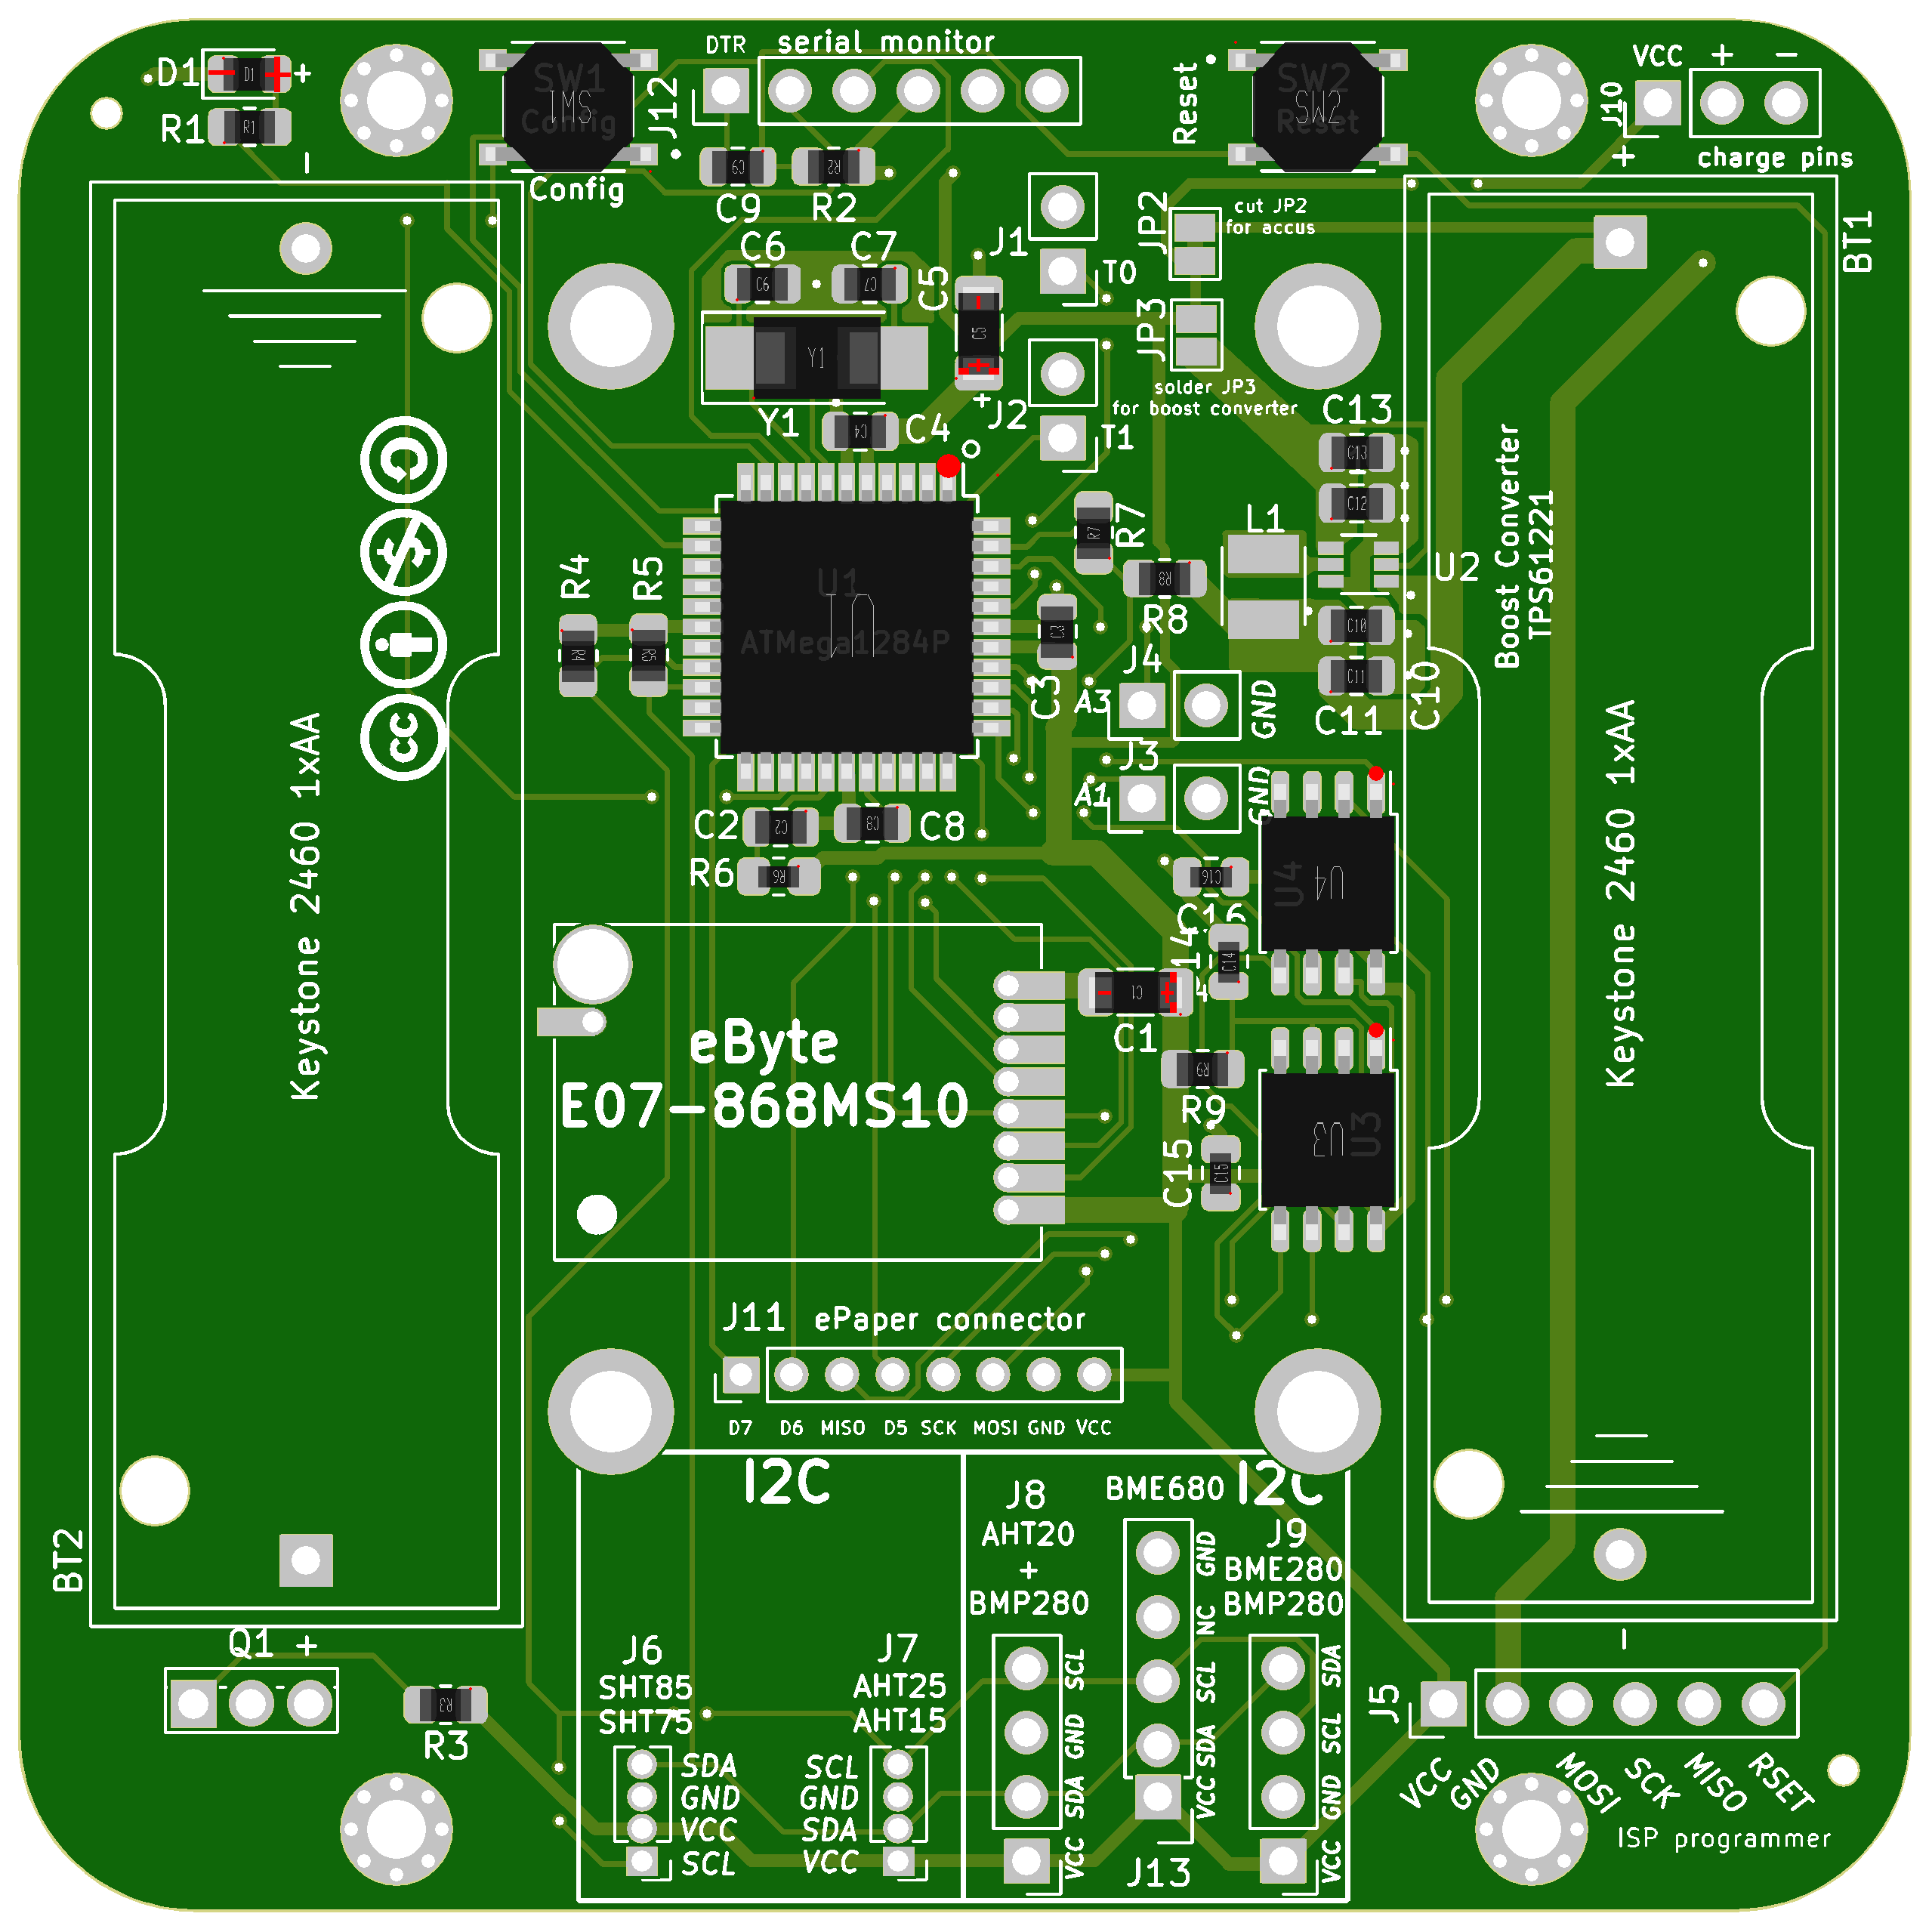 D1
D1
+
R1
R1
SW1
SW1
Config
Config
DTR serial monitor
J12
C9
C9
R2
R2
Reset
SW2
SW2
Reset
VCC + -
J10
+
charge pins
BT1
C6
C6
C7
C7
C5
C5
+
J1
T0
JP2
cut JP2
for accus
JP3
solder JP3
for boost converter
Y1
Y1
C4
C4
J2
T1
C13
C13
C12
Boost Converter
TPS61221
L1
U2
R7
R7
R8
R8
C10
C10
C11
C11
U1
U1
ATMega1284P
R4
R4
R5
R5
C3
C3
J4
A3
GND
J3
A1
GND
cc
Keystone 2460 1xAA
Keystone 2460 1xAA
C2
C2
C8
C8
R6
R6
C16
C16
U4
U4
14
C14
C1
C1
eByte
E07-868MS10
R9
R9
U3
U3
C15
C15
J11 ePaper connector
D7 D6 MISO D5 SCK MOSI GND VCC
I2C
I2C
J8
AHT20
+
BMP280
BME680
J9
BME280
BMP280
BT2
Q1 +
R3
R3
J6
SHT85
SHT75
SDA
GND
VCC
SCL
J7
AHT25
AHT15
SCL
GND
SDA
VCC
SCL
GND
SDA
VCC
GND
NC
SCL
SDA
VCC
J13
SDA
SCL
GND
VCC
J5
VCC
GND
MOSI
SCK
MISO
RSET
ISP programmer